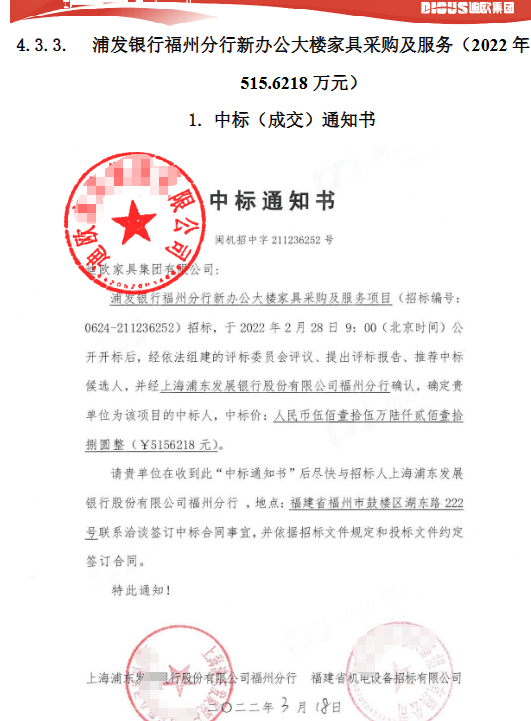 DIOUS迪欧集团
4.3.3. 浦发银行福州分行新办公大楼家具采购及服务（2022 年
515.6218 万元）
1. 中标（成交）通知书
中标通知书
闽机招中字 211236252 号
迪欧家具集团有限公司:
浦发银行福州分行新办公大楼家具采购及服务项目（招标编号:
0624-211236252）招标，于 2022 年 2 月 28 日 9: 00（北京时间）公
开开标后，经依法组建的评标委员会评议、提出评标报告、推荐中标
候选人，并经上海浦东发展银行股份有限公司福州分行确认，确定贵
单位为该项目的中标人，中标价: 人民币伍佰壹拾伍万陆仟贰佰壹拾
捌圆整（￥5156218 元）。
请贵单位在收到此“中标通知书”后尽快与招标人上海浦东发展
银行股份有限公司福州分行 ，地点: 福建省福州市鼓楼区湖东路 222
号联系洽谈签订中标合同事宜，并依据招标文件规定和投标文件约定
签订合同。
特此通知！
上海浦东发 银行股份有限公司福州分行 福建省机电设备招标有限公司
二〇二二年 3 月 18 日
迪欧 限公司